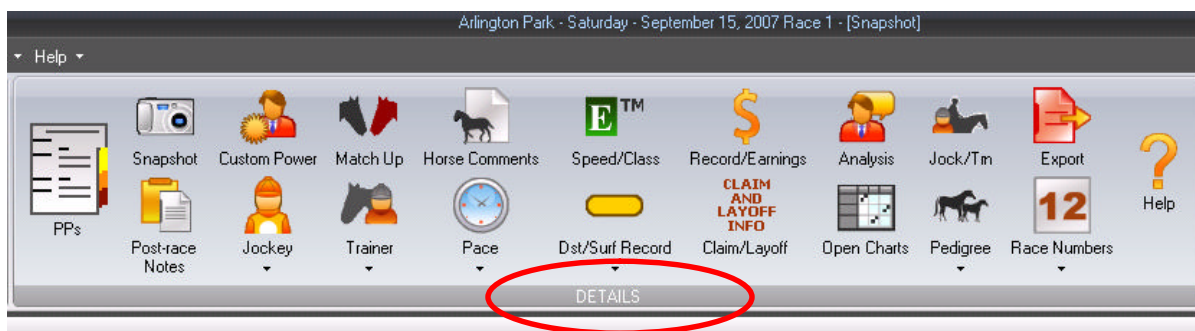 Arlington Park - Saturday - September 15, 2007 Race 1 - [Snapshot]
Help
Snapshot Custom Power Match Up Horse Comments E™ Speed/Class $ Record/Earnings Analysis Jock/Trn Export
PPs
Help
CLAIM
AND
LAYOFF
INFO
12
Post-race
Notes
Jockey Trainer Pace Dst/Surf Record Claim/Layoff Open Charts Pedigree Race Numbers
DETAILS